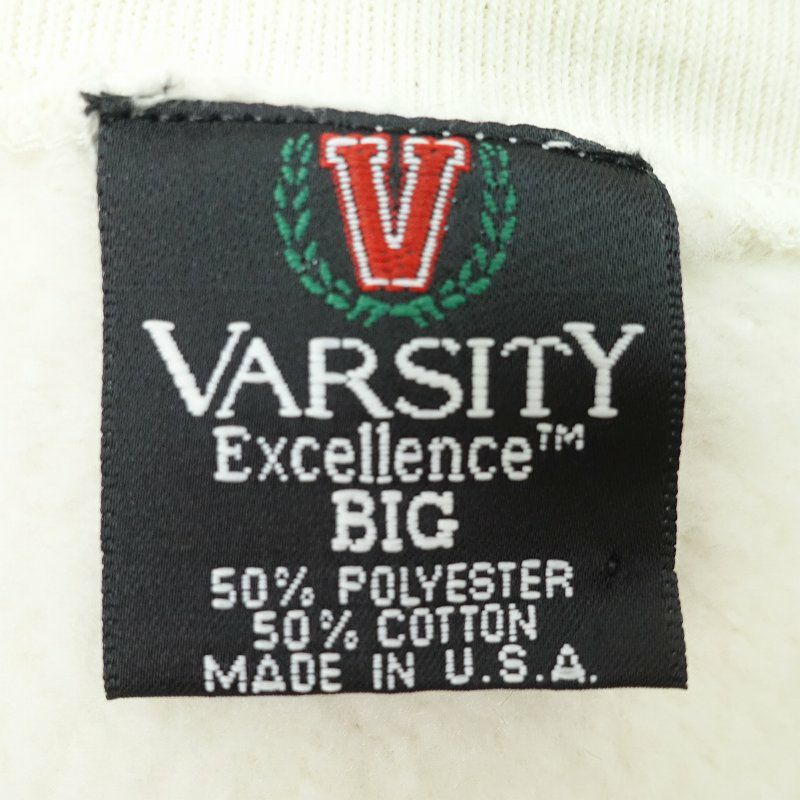 V
VARSITY
Excellence™
BIG
50% POLYESTER
50% COTTON
MADE IN U.S.A.